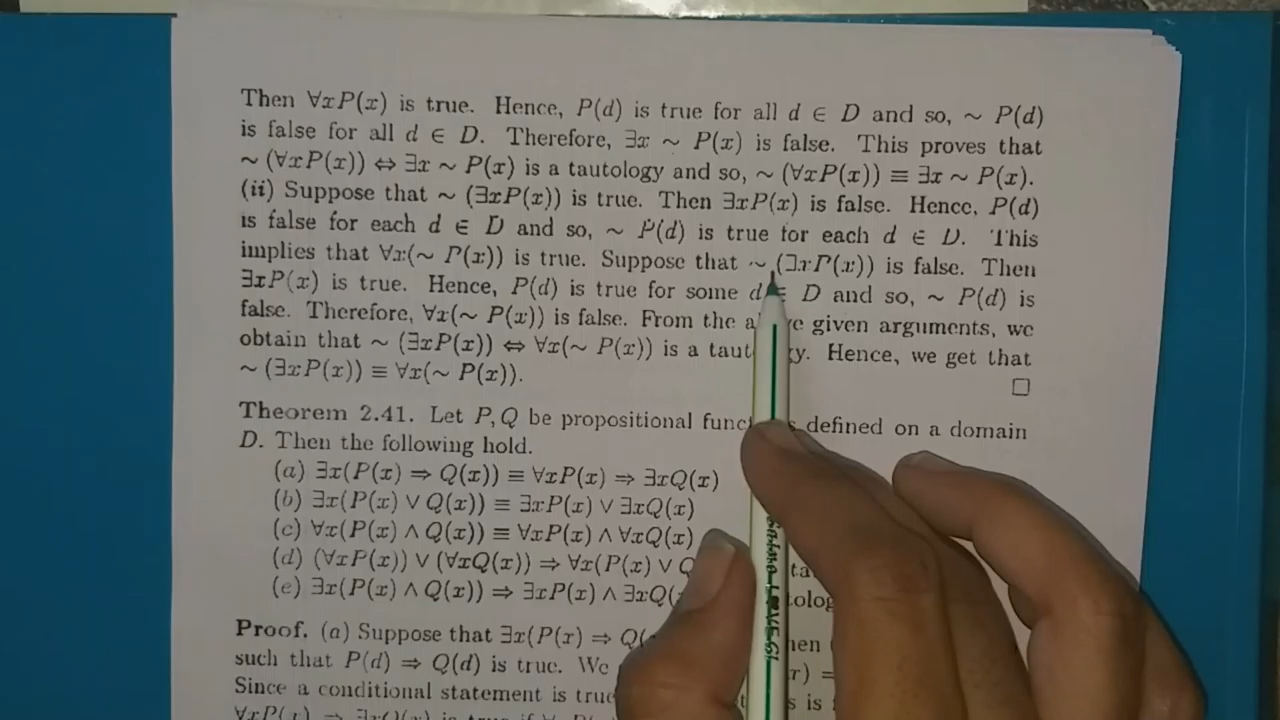 Then ∀xP(x) is true. Hence, P(d) is true for all d ∈ D and so, ∼ P(d)
is false for all d ∈ D. Therefore, ∃x ∼ P(x) is false. This proves that
∼ (∀xP(x)) ⇔ ∃x ∼ P(x) is a tautology and so, ∼ (∀xP(x)) ≡ ∃x ∼ P(x).
(ii) Suppose that ∼ (∃xP(x)) is true. Then ∃xP(x) is false. Hence, P(d)
is false for each d ∈ D and so, ∼ P(d) is true for each d ∈ D. This
implies that ∀x(∼ P(x)) is true. Suppose that ∼ (∃xP(x)) is false. Then
∃xP(x) is true. Hence, P(d) is true for some d ∈ D and so, ∼ P(d) is
false. Therefore, ∀x(∼ P(x)) is false. From the given arguments, we
obtain that ∼ (∃xP(x)) ⇔ ∀x(∼ P(x)) is a Hence, we get that
∼ (∃xP(x)) ≡ ∀x(∼ P(x)). □
Theorem 2.41. Let P, Q be propositional defined on a domain
D. Then the following hold.
(a) ∃x(P(x) ⇒ Q(x)) ≡ ∀xP(x) ⇒ ∃xQ(x)
(b) ∃x(P(x) ∨ Q(x)) ≡ ∃xP(x) ∨ ∃xQ(x)
(c) ∀x(P(x) ∧ Q(x)) ≡ ∀xP(x) ∧ ∀xQ(x)
(d) (∀xP(x)) ∨ (∀xQ(x)) ⇒ ∀x(P(x) ∨ Q
(e) ∃x(P(x) ∧ Q(x)) ⇒ ∃xP(x) ∧ ∃xQ(
Proof. (a) Suppose that ∃x(P(x) ⇒ Q(
such that P(d) ⇒ Q(d) is true. We
Since a conditional statement is true is
∀xP(x) ⇒ ∃xQ(x) is true if